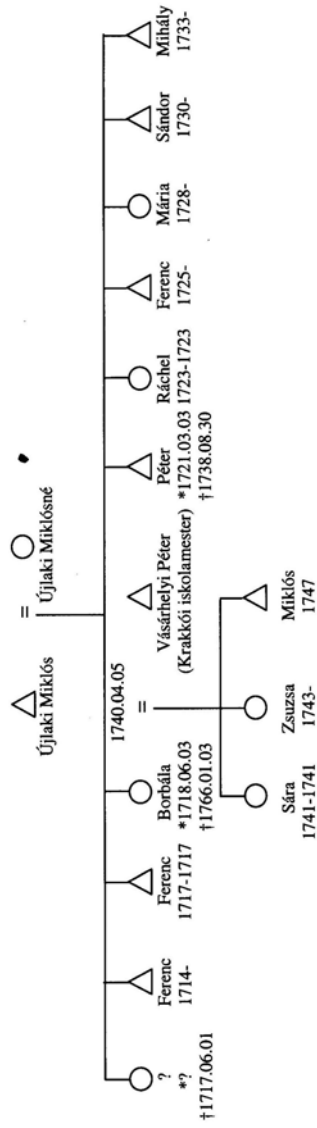 Újlaki Miklós
=
Újlaki Miklósné
?
*?
†1717.06.01
Ferenc
1714-
Ferenc
1717-1717
Borbála
*1718.06.03
†1766.01.03
1740.04.05
=
Vásárhelyi Péter
(Krakkói iskolamester)
Péter
*1721.03.03
†1738.08.30
Ráchel
1723-1723
Ferenc
1725-
Mária
1728-
Sándor
1730-
Mihály
1733-
Sára
1741-1741
Zsuzsa
1743-
Miklós
1747